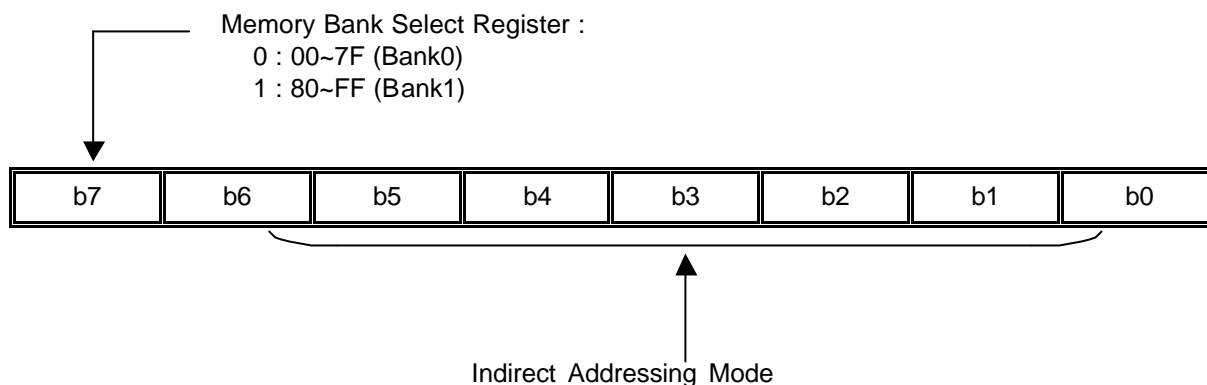 Memory Bank Select Register :
0 : 00~7F (Bank0)
1 : 80~FF (Bank1)
b7 b6 b5 b4 b3 b2 b1 b0
Indirect Addressing Mode